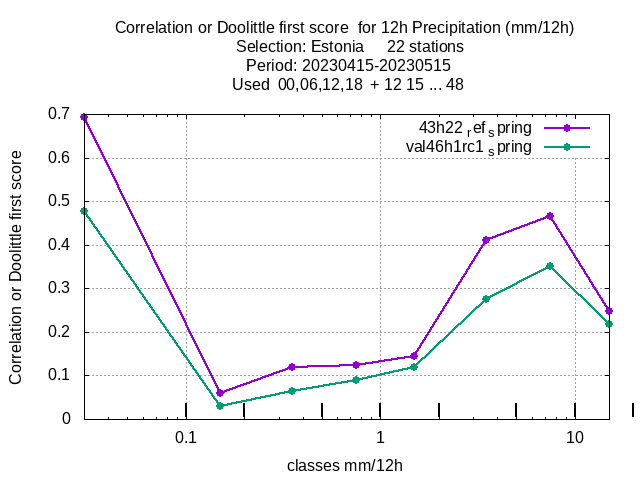 Correlation or Doolittle first score  for 12h Precipitation (mm/12h)
Selection: Estonia     22 stations
Period: 20230415-20230515
Used  00,06,12,18  + 12 15 ... 48
43h22 ref spring
val46h1rc1 spring
0.7
0.6
0.5
0.4
0.3
0.2
0.1
0
Correlation or Doolittle first score
0.1 1 10
classes mm/12h